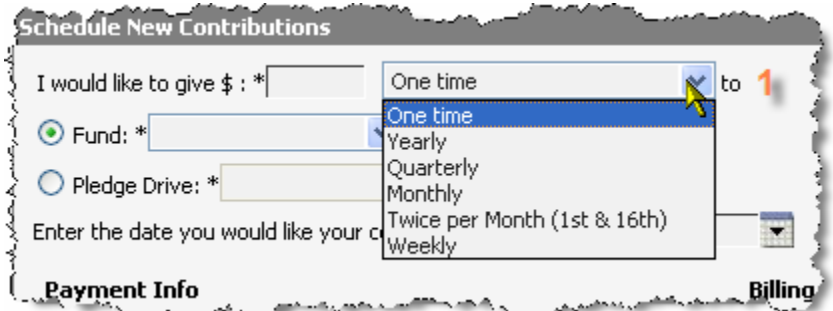 Schedule New Contributions
I would like to give $ : * One time to 1
One time
Fund: * Yearly
Quarterly
Pledge Drive: * Monthly
Twice per Month (1st & 16th)
Enter the date you would like your c
Weekly
Payment Info Billing